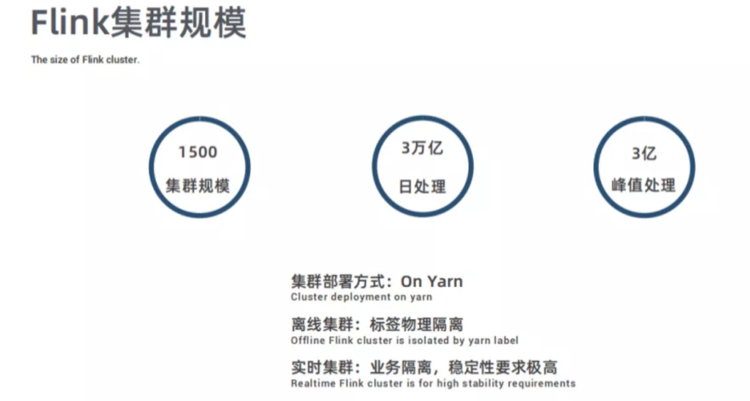 Flink集群规模
The size of Flink cluster.
1500
集群规模
3万亿
日处理
3亿
峰值处理
集群部署方式：On Yarn
Cluster deployment on yarn
离线集群：标签物理隔离
Offline Flink cluster is isolated by yarn label
实时集群：业务隔离，稳定性要求极高
Realtime Flink cluster is for high stability requirements